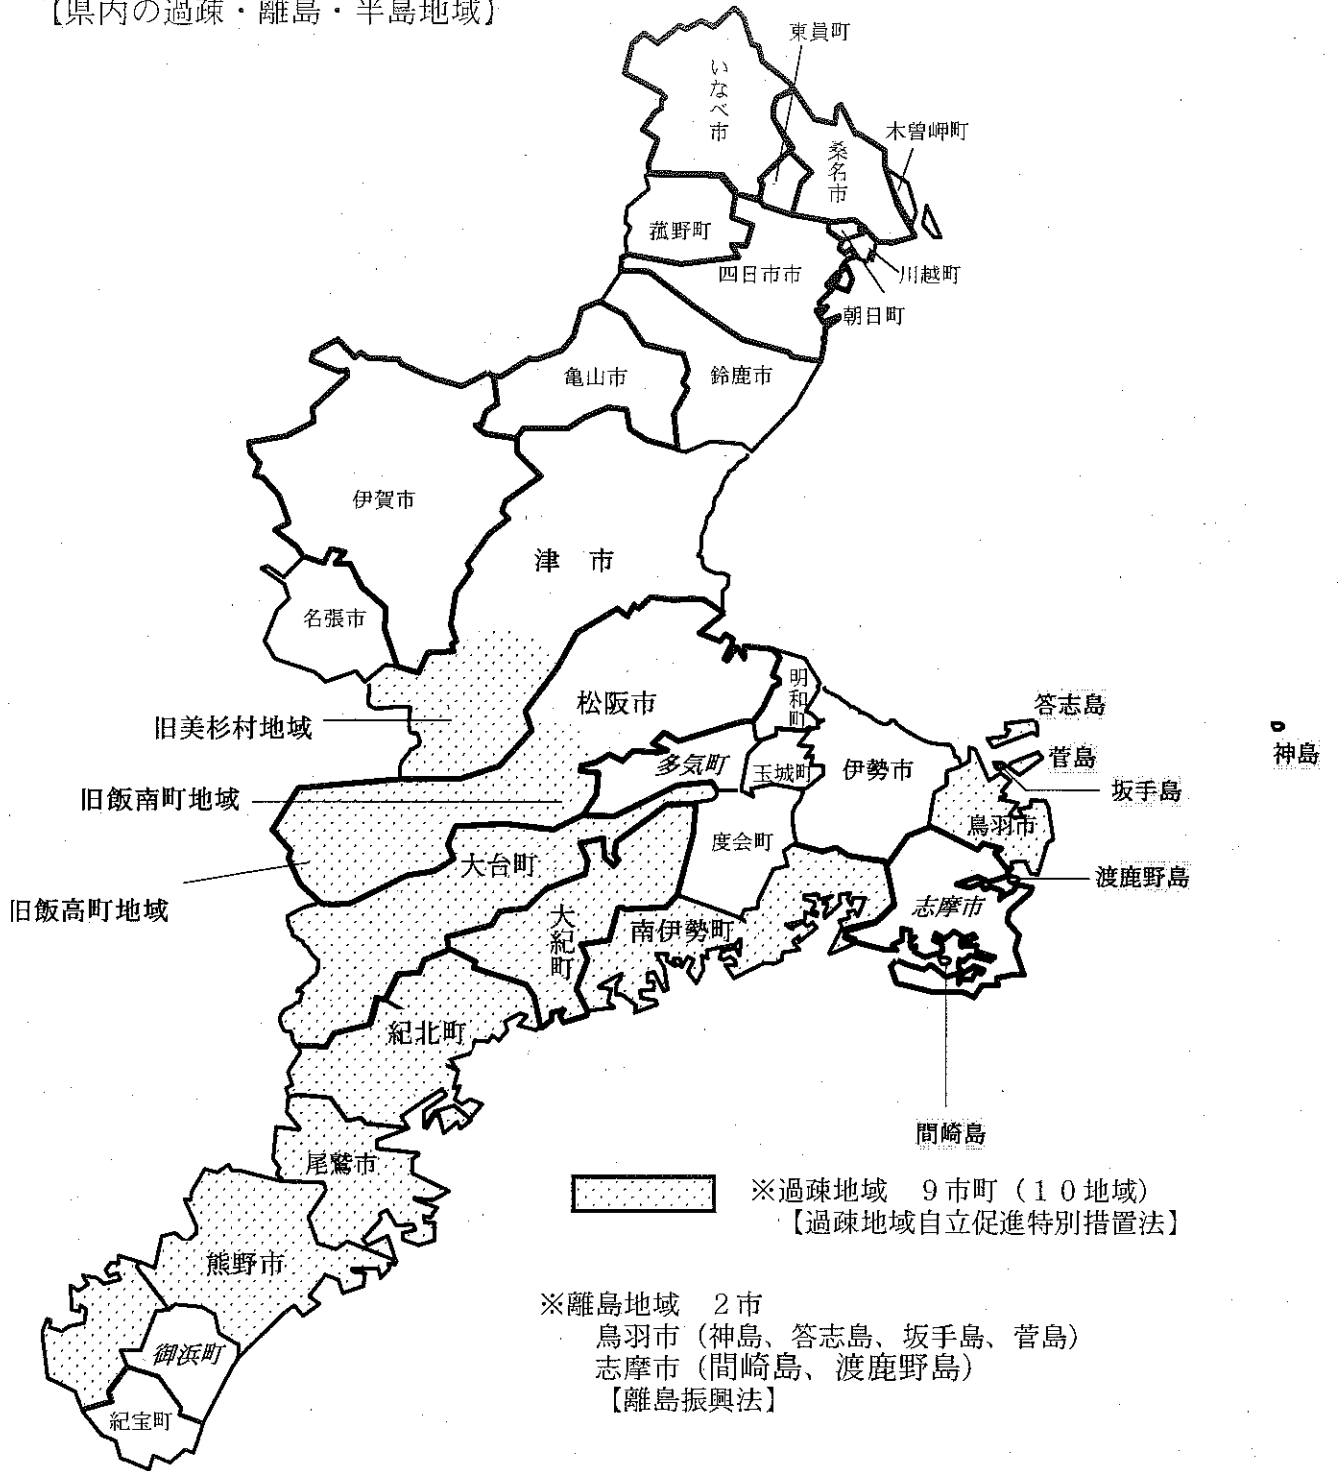 【県内の過疎・離島・半島地域】
東員町
いなべ市
木曽岬町
桑名市
菰野町
四日市市
川越町
朝日町
亀山市
鈴鹿市
伊賀市
津 市
名張市
松阪市
明和町
答志島
旧美杉村地域
神島
菅島
多気町
玉城町
伊勢市
坂手島
旧飯南町地域
鳥羽市
度会町
大台町
渡鹿野島
旧飯高町地域
志摩市
大紀町
南伊勢町
紀北町
間崎島
尾鷲市
※過疎地域 9市町(10地域)
【過疎地域自立促進特別措置法】
熊野市
※離島地域 2市
鳥羽市(神島、答志島、坂手島、菅島)
御浜町
志摩市(間崎島、渡鹿野島)
【離島振興法】
紀宝町